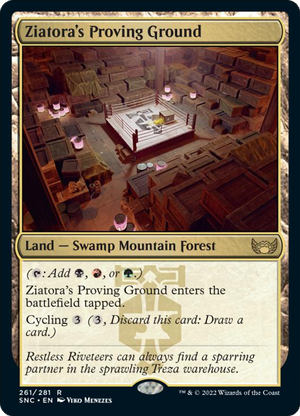 Ziatora's Proving Ground
Land — Swamp Mountain Forest
(: Add , , or .)
Ziatora's Proving Ground enters the
battlefield tapped.
Cycling 3 (3, Discard this card: Draw a
card.)
Restless Riveteers can always find a sparring
partner in the sprawling Treza warehouse.
261/281 R
SNC • EN Yeko Menezes
™ & © 2022 Wizards of the Coast